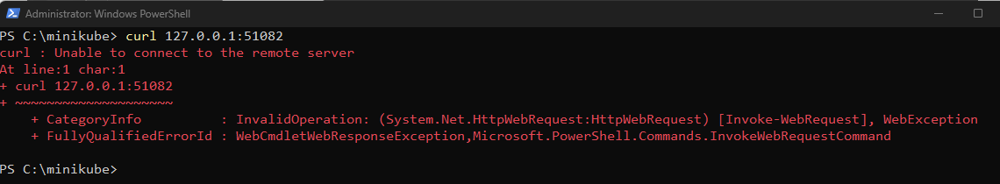 Administrator: Windows PowerShell
PS C:\minikube> curl 127.0.0.1:51082
curl : Unable to connect to the remote server
At line:1 char:1
+ curl 127.0.0.1:51082
+ ~~~~~~~~~~~~~~~~~~~~
    + CategoryInfo          : InvalidOperation: (System.Net.HttpWebRequest:HttpWebRequest) [Invoke-WebRequest], WebException
    + FullyQualifiedErrorId : WebCmdletWebResponseException,Microsoft.PowerShell.Commands.InvokeWebRequestCommand
PS C:\minikube>